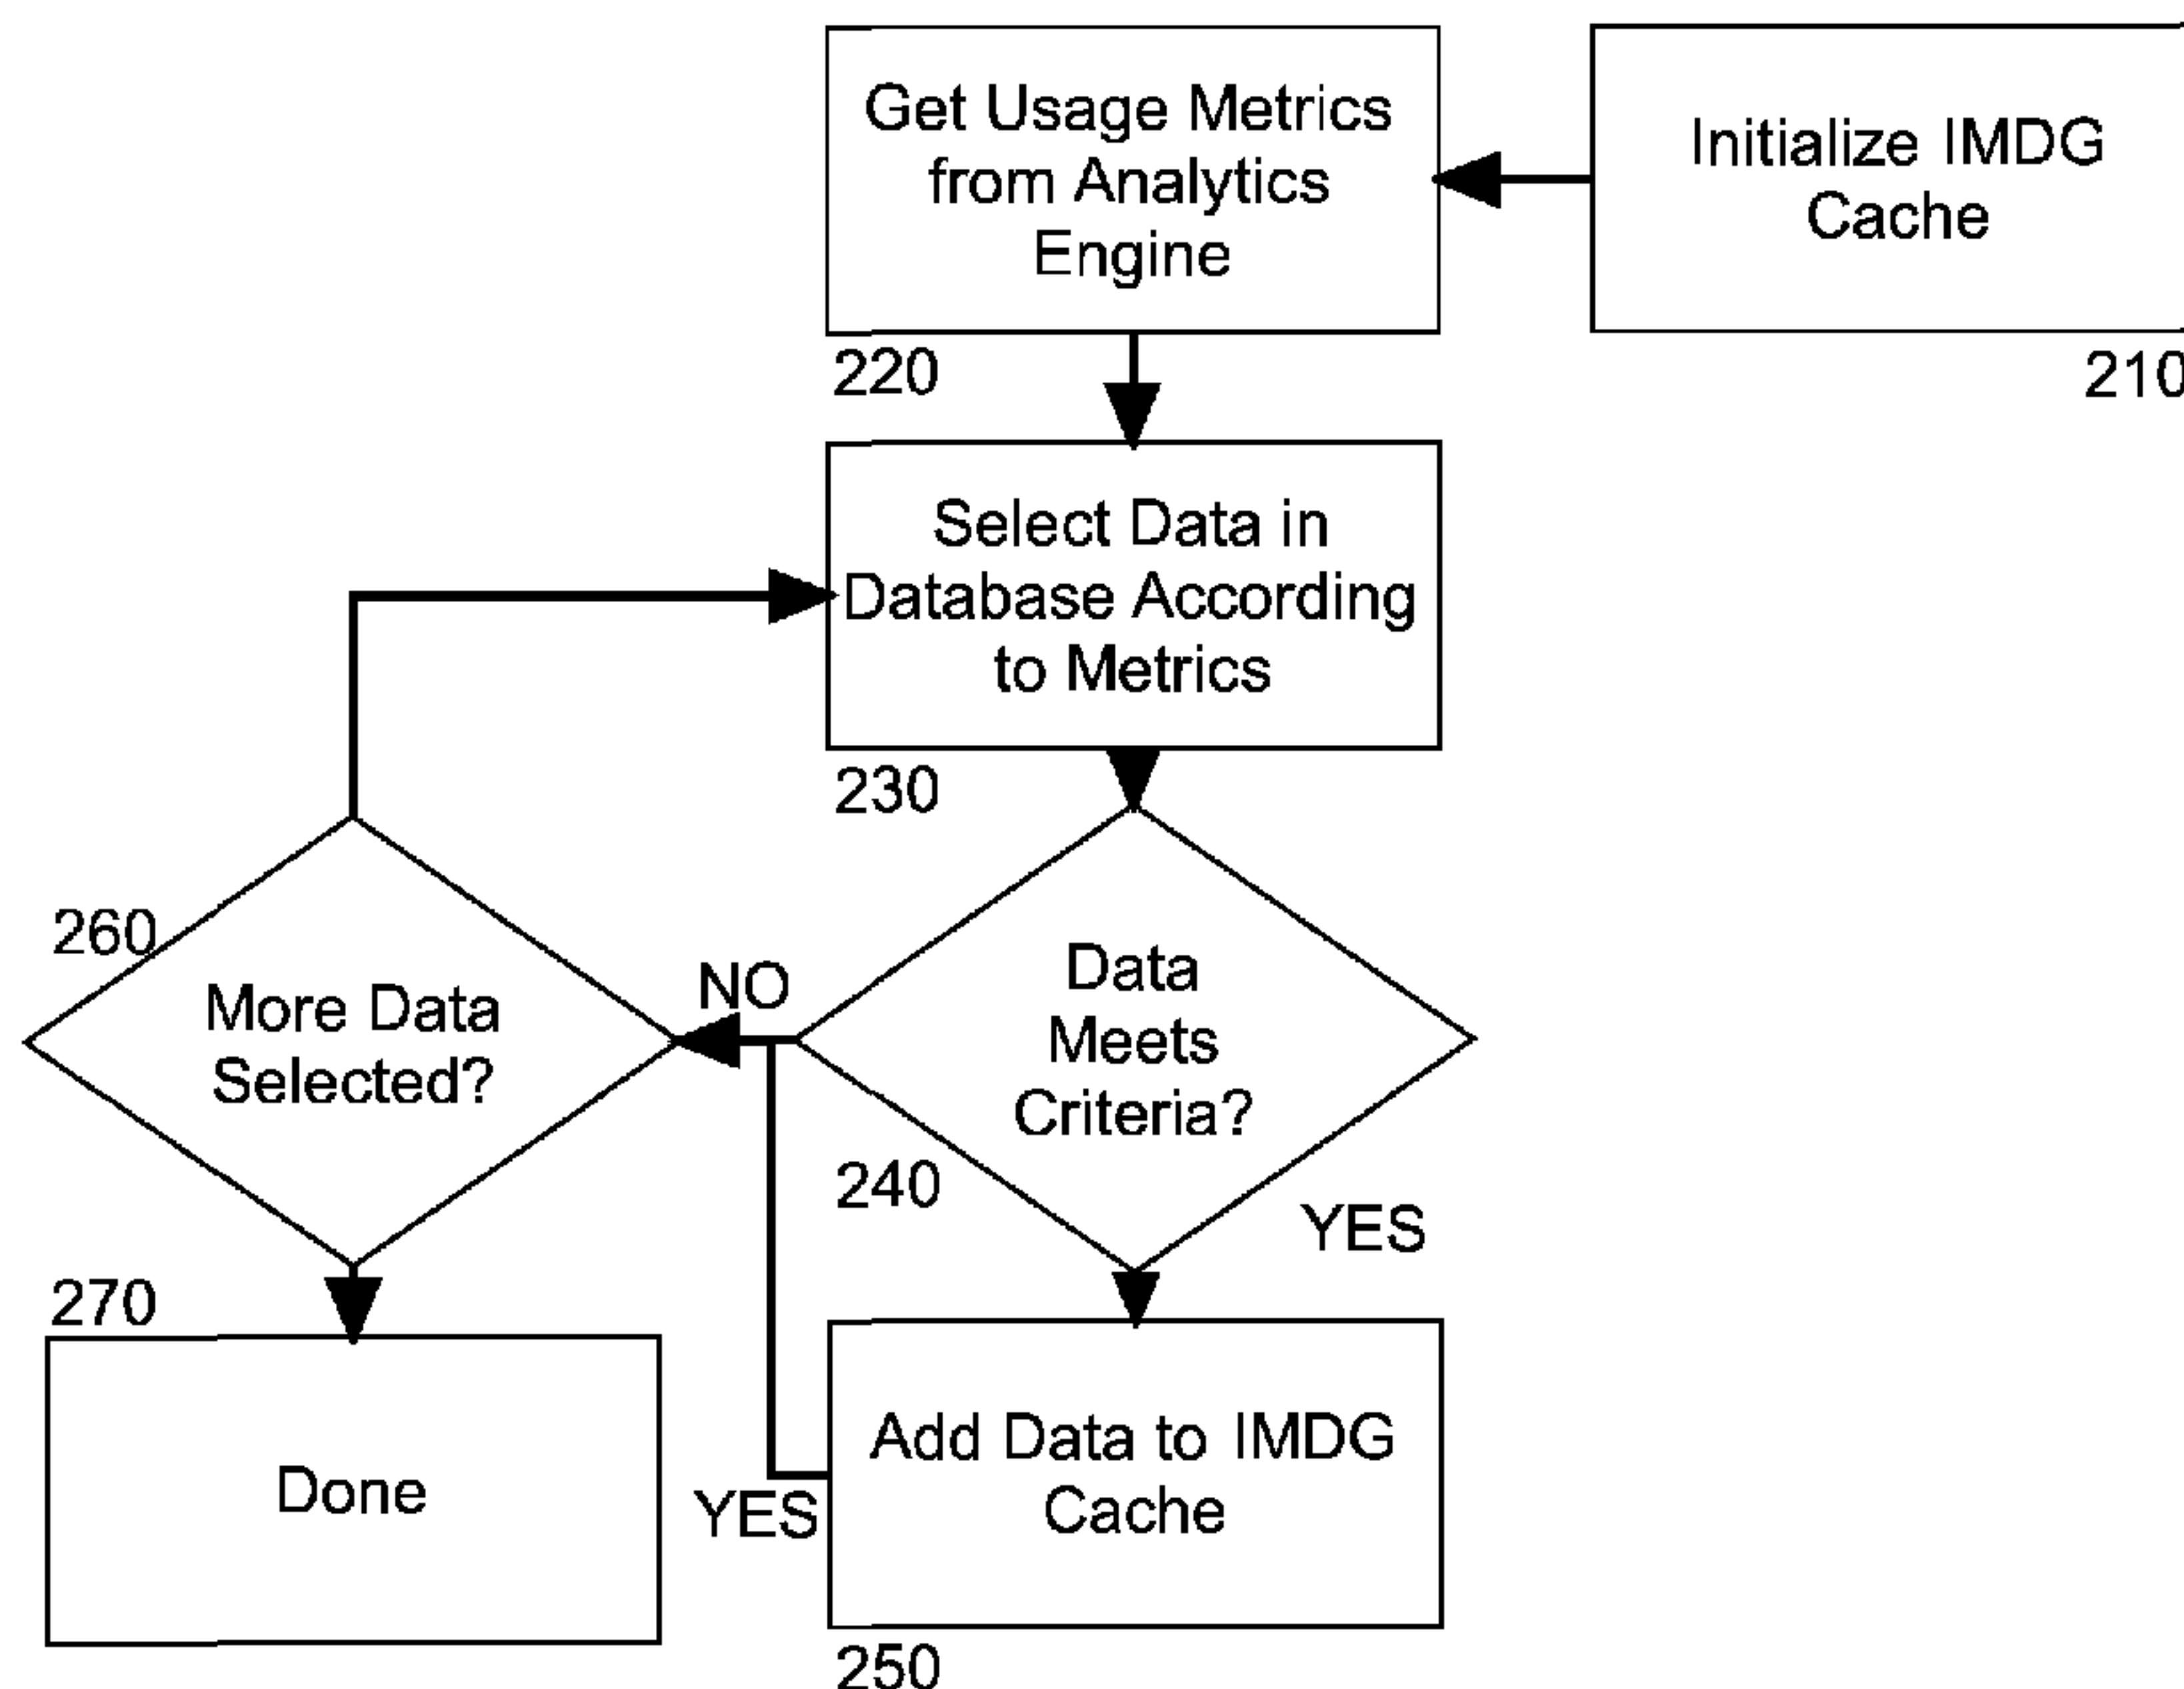 Get Usage Metrics
from Analytics
Engine
220
Initialize IMDG
Cache
210
Select Data in
Database According
to Metrics
230
260
More Data
Selected?
NO
Data
Meets
Criteria?
240
YES
270
Done
YES
Add Data to IMDG
Cache
250